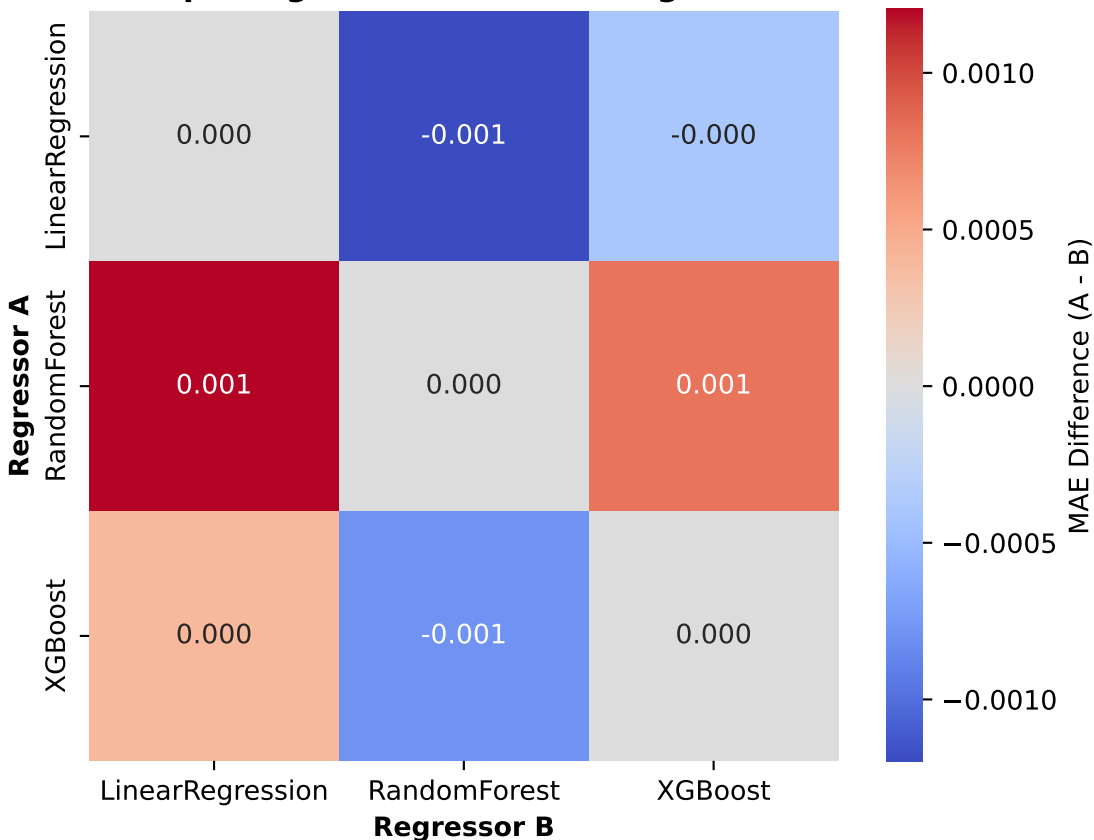 LinearRegression
0.000
-0.001
-0.000
RandomForest
0.001
0.000
0.001
XGBoost
0.000
-0.001
0.000
Regressor A
LinearRegression
RandomForest
XGBoost
Regressor B
0.0010
0.0005
0.0000
−0.0005
−0.0010
MAE Difference (A - B)